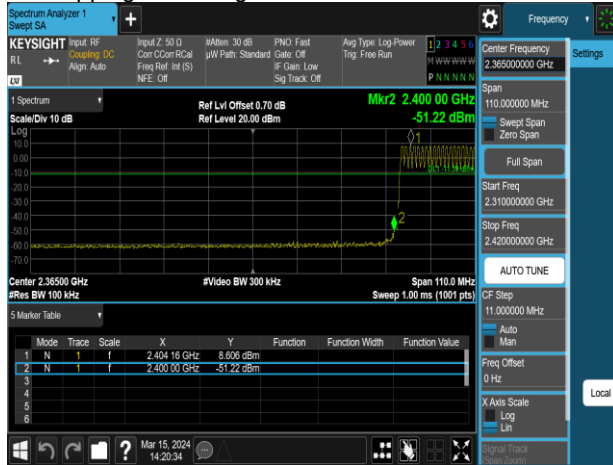 Spectrum Analyzer 1
Swept SA
Frequency
KEYSIGHT
RL
LXI
Input: RF
Coupling: DC
Align: Auto
Input Z: 50 Ω
Corr CCorr RCal
Freq Ref: Int (S)
NFE: Off
#Atten: 30 dB
µW Path: Standard
PNO: Fast
Gate: Off
IF Gain: Low
Sig Track: Off
Avg Type: Log-Power
Trig: Free Run
1 2 3 4 5 6
M W W W W W
P N N N N N
Center Frequency
2.365000000 GHz
Settings
1 Spectrum
Scale/Div 10 dB
Ref Lvl Offset 0.70 dB
Ref Level 20.00 dBm
Mkr2 2.400 00 GHz
-51.22 dBm
Log
10.0
0.00
-10.0
-20.0
-30.0
-40.0
-50.0
-60.0
-70.0
1
2
Center 2.36500 GHz
#Res BW 100 kHz
#Video BW 300 kHz
Span 110.0 MHz
Sweep 1.00 ms (1001 pts)
Span
110.000000 MHz
Swept Span
Zero Span
Full Span
Start Freq
2.310000000 GHz
Stop Freq
2.420000000 GHz
AUTO TUNE
CF Step
11.000000 MHz
Auto
Man
Freq Offset
0 Hz
X Axis Scale
Log
Lin
Signal Track
(Span Zoom)
Local
5 Marker Table
Mode Trace Scale X Y Function Function Width Function Value
1 N 1 f 2.404 16 GHz 8.606 dBm
2 N 1 f 2.400 00 GHz -51.22 dBm
3
4
5
6
?
Mar 15, 2024
14:20:34